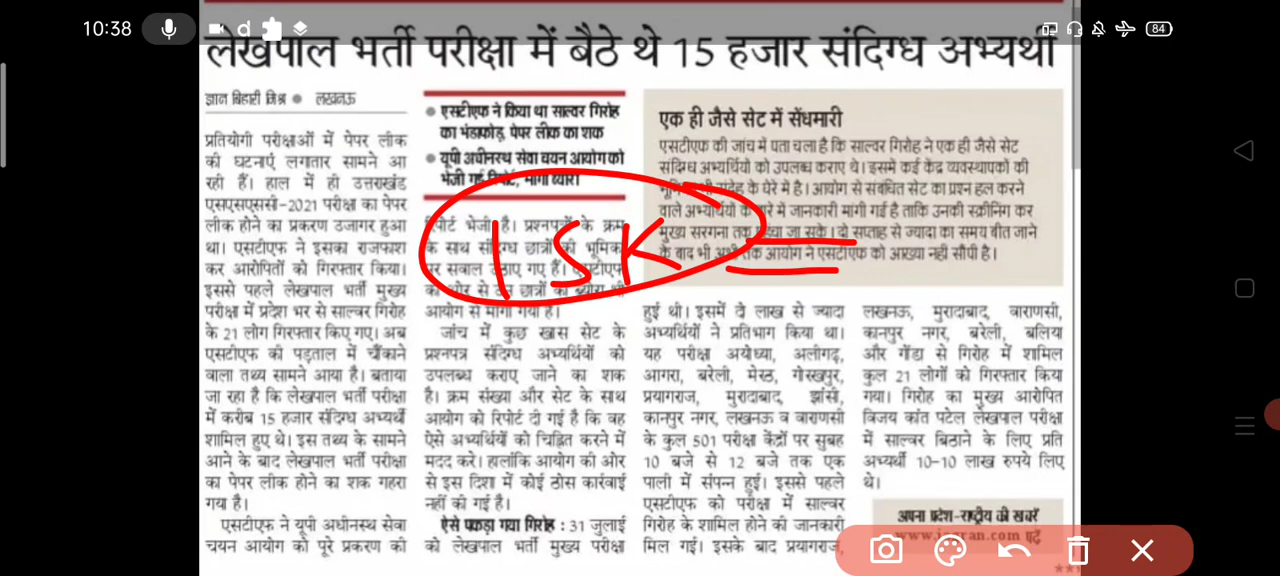 10:38
d
84
लेखपाल भर्ती परीक्षा में बैठे थे 15 हजार संदिग्ध अभ्यर्थी
ज्ञान बिहारी मिश्र ● लखनऊ
प्रतियोगी परीक्षाओं में पेपर लीक
की घटनाएं लगातार सामने आ
रही हैं। हाल में ही उत्तराखंड
एसएसएससी-2021 परीक्षा का पेपर
लीक होने का प्रकरण उजागर हुआ
था। एसटीएफ ने इसका राजफाश
कर आरोपितों को गिरफ्तार किया।
इससे पहले लेखपाल भर्ती मुख्य
परीक्षा में प्रदेश भर से साल्वर गिरोह
के 21 लोग गिरफ्तार किए गए। अब
एसटीएफ की पड़ताल में चौंकाने
वाला तथ्य सामने आया है। बताया
जा रहा है कि लेखपाल भर्ती परीक्षा
में करीब 15 हजार संदिग्ध अभ्यर्थी
शामिल हुए थे। इस तथ्य के सामने
आने के बाद लेखपाल भर्ती परीक्षा
का पेपर लीक होने का शक गहरा
गया है।
एसटीएफ ने यूपी अधीनस्थ सेवा
चयन आयोग को पूरे प्रकरण की
● एसटीएफ ने किया था साल्वर गिरोह
का भंडाफोड़, पेपर लीक का शक
● यूपी अधीनस्थ सेवा चयन आयोग को
भेजी गई रिपोर्ट, मांगा ब्योरा
रिपोर्ट भेजी है। प्रश्नपत्रों के क्रम
के साथ संदिग्ध छात्रों की भूमिका
पर सवाल उठाए गए हैं। एसटीएफ
की ओर से उन छात्रों का ब्योरा भी
आयोग से मांगा गया है।
जांच में कुछ खास सेट के
प्रश्नपत्र संदिग्ध अभ्यर्थियों को
उपलब्ध कराए जाने का शक
है। क्रम संख्या और सेट के साथ
आयोग को रिपोर्ट दी गई है कि वह
ऐसे अभ्यर्थियों को चिह्नित करने में
मदद करे। हालांकि आयोग की ओर
से इस दिशा में कोई ठोस कार्रवाई
नहीं की गई है।
ऐसे पकड़ा गया गिरोह : 31 जुलाई
को लेखपाल भर्ती मुख्य परीक्षा
ISK
एक ही जैसे सेट में सेंधमारी
एसटीएफ की जांच में पता चला है कि साल्वर गिरोह ने एक ही जैसे सेट
संदिग्ध अभ्यर्थियों को उपलब्ध कराए थे। इसमें कई केंद्र व्यवस्थापकों की
भूमिका भी संदेह के घेरे में है। आयोग से संबंधित सेट का प्रश्न हल करने
वाले अभ्यर्थियों के बारे में जानकारी मांगी गई है ताकि उनकी स्क्रीनिंग कर
मुख्य सरगना तक पहुंचा जा सके। दो सप्ताह से ज्यादा का समय बीत जाने
के बाद भी अभी तक आयोग ने एसटीएफ को आख्या नहीं सौंपी है।
हुई थी। इसमें दो लाख से ज्यादा
अभ्यर्थियों ने प्रतिभाग किया था।
यह परीक्षा अयोध्या, अलीगढ़,
आगरा, बरेली, मेरठ, गोरखपुर,
प्रयागराज, मुरादाबाद, झांसी,
कानपुर नगर, लखनऊ व वाराणसी
के कुल 501 परीक्षा केंद्रों पर सुबह
10 बजे से 12 बजे तक एक
पाली में संपन्न हुई। इससे पहले
एसटीएफ को परीक्षा में साल्वर
गिरोह के शामिल होने की जानकारी
मिल गई। इसके बाद प्रयागराज,
लखनऊ, मुरादाबाद, वाराणसी,
कानपुर नगर, बरेली, बलिया
और गोंडा से गिरोह में शामिल
कुल 21 लोगों को गिरफ्तार किया
गया। गिरोह का मुख्य आरोपित
विजय कांत पटेल लेखपाल परीक्षा
में साल्वर बिठाने के लिए प्रति
अभ्यर्थी 10-10 लाख रुपये लिए
थे।
अपना प्रदेश-राष्ट्रीय की खबरें
www.jagran.com पढ़ें